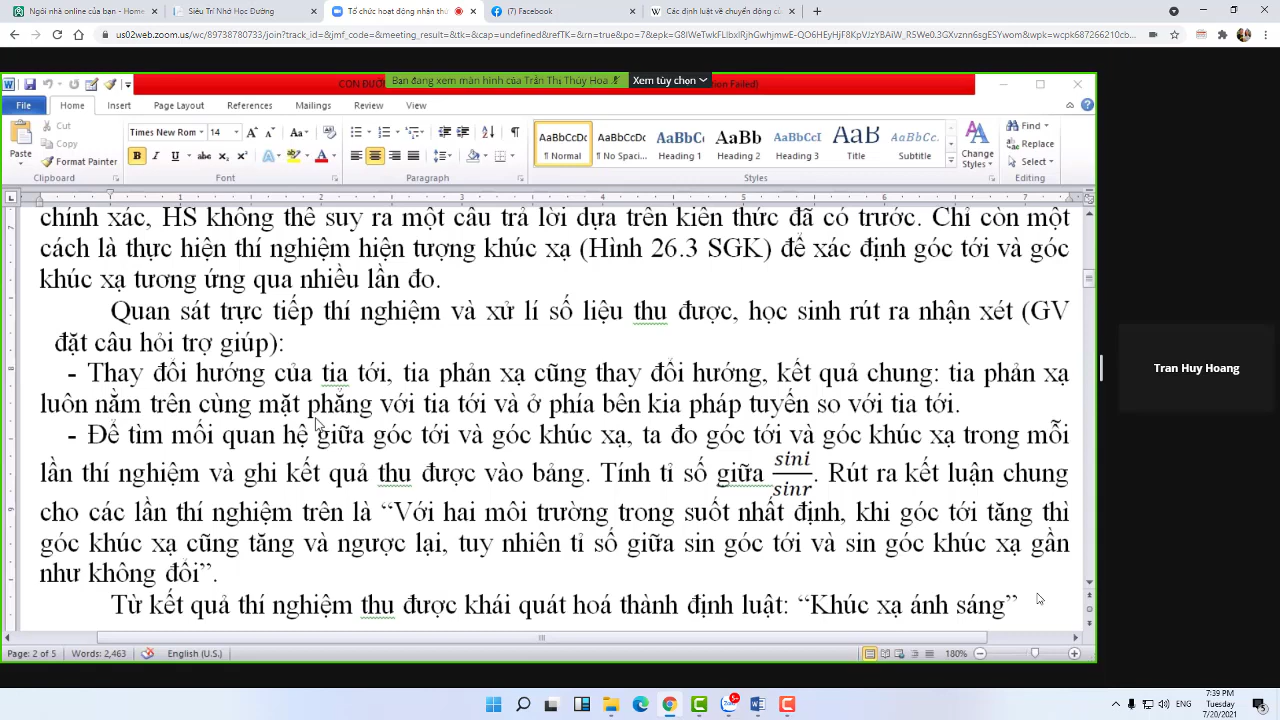 Ngôi nhà online của bạn - Home
Siêu Trí Nhớ Học Đường
Tổ chức hoạt động nhận thứ
(7) Facebook
Các định luật về chuyển động củ
CON ĐƯỜ
Bạn đang xem màn hình của Trần Thị Thúy Hoa
Xem tùy chọn
ion Failed)
File Home Insert Page Layout References Mailings Review View
Paste
Cut
Copy
Format Painter
Times New Rom 14
AaBbCcDc AaBbCcDc AaBbCc AaBb AaBbCcI AaB AaBbCc.
¶ Normal ¶ No Spaci... Heading 1 Heading 2 Heading 3 Title Subtitle
Change Styles
Find
Replace
Select
Clipboard Font Paragraph Styles Editing
chính xác, HS không thể suy ra một câu trả lời dựa trên kiến thức đã có trước. Chỉ còn một
cách là thực hiện thí nghiệm hiện tượng khúc xạ (Hình 26.3 SGK) để xác định góc tới và góc
khúc xạ tương ứng qua nhiều lần đo.
Quan sát trực tiếp thí nghiệm và xử lí số liệu thu được, học sinh rút ra nhận xét (GV
đặt câu hỏi trợ giúp):
- Thay đổi hướng của tia tới, tia phản xạ cũng thay đổi hướng, kết quả chung: tia phản xạ
luôn nằm trên cùng mặt phẳng với tia tới và ở phía bên kia pháp tuyến so với tia tới.
- Để tìm mối quan hệ giữa góc tới và góc khúc xạ, ta đo góc tới và góc khúc xạ trong mỗi
lần thí nghiệm và ghi kết quả thu được vào bảng. Tính tỉ số giữa sini/sinr. Rút ra kết luận chung
cho các lần thí nghiệm trên là “Với hai môi trường trong suốt nhất định, khi góc tới tăng thì
góc khúc xạ cũng tăng và ngược lại, tuy nhiên tỉ số giữa sin góc tới và sin góc khúc xạ gần
như không đổi”.
Từ kết quả thí nghiệm thu được khái quát hoá thành định luật: “Khúc xạ ánh sáng”
Tran Huy Hoang
Page: 2 of 5 Words: 2,463 English (U.S.) 180%
7:39 PM
Tuesday
7/20/2021